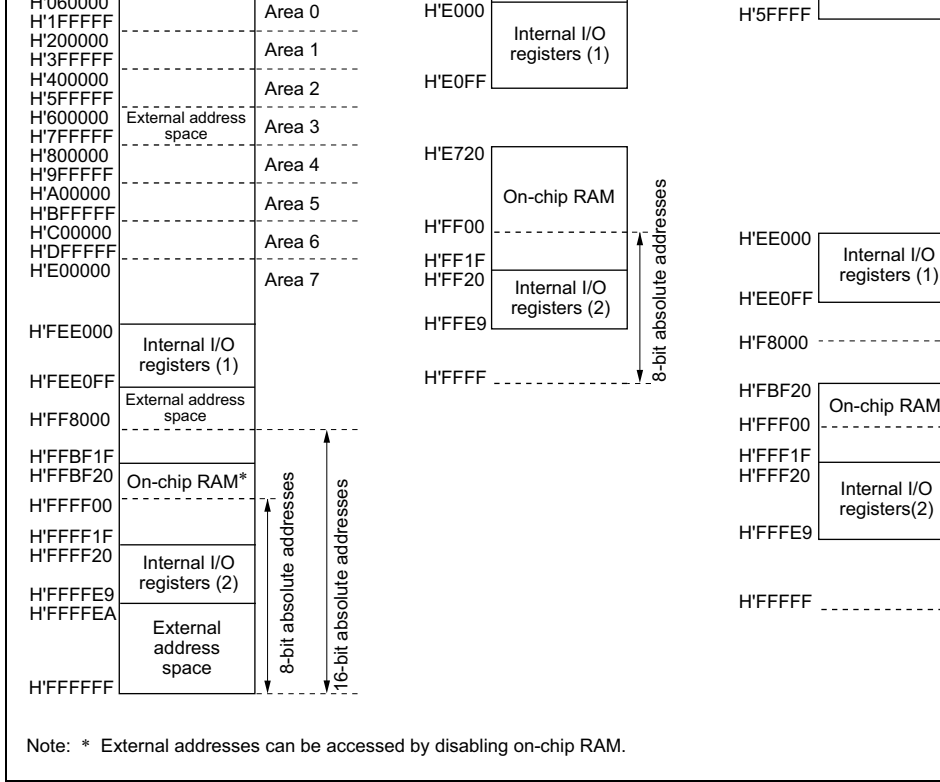 H'060000
H'1FFFFF
Area 0
H'200000
H'3FFFFF
Area 1
H'400000
H'5FFFFF
Area 2
H'600000
H'7FFFFF
External address
space
Area 3
H'800000
H'9FFFFF
Area 4
H'A00000
H'BFFFFF
Area 5
H'C00000
H'DFFFFF
Area 6
H'E00000
Area 7
H'FEE000
Internal I/O
registers (1)
H'FEE0FF
External address
space
H'FF8000
H'FFBF1F
H'FFBF20
On-chip RAM*
H'FFFF00
H'FFFF1F
H'FFFF20
Internal I/O
registers (2)
H'FFFFE9
H'FFFFEA
External
address
space
H'FFFFFF
8-bit absolute addresses
16-bit absolute addresses
H'E000
Internal I/O
registers (1)
H'E0FF
H'E720
On-chip RAM
H'FF00
H'FF1F
H'FF20
Internal I/O
registers (2)
H'FFE9
H'FFFF
8-bit absolute addresses
H'5FFFF
H'EE000
Internal I/O
registers (1)
H'EE0FF
H'F8000
H'FBF20
On-chip RAM
H'FFF00
H'FFF1F
H'FFF20
Internal I/O
registers(2)
H'FFFE9
H'FFFFF
Note: * External addresses can be accessed by disabling on-chip RAM.